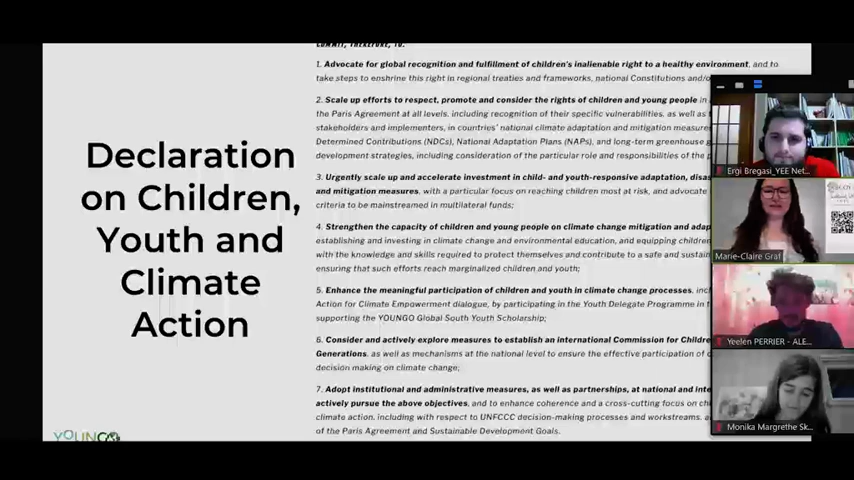 Declaration
on Children,
Youth and
Climate
Action
COMMIT, THEREFORE, TO:
1. Advocate for global recognition and fulfillment of children's inalienable right to a healthy environment, and to
take steps to enshrine this right in regional treaties and frameworks, national Constitutions and/o
2. Scale up efforts to respect, promote and consider the rights of children and young people in
the Paris Agreement at all levels, including recognition of their specific vulnerabilities, as well as
stakeholders and implementers, in countries' national climate adaptation and mitigation measures
Determined Contributions (NDCs), National Adaptation Plans (NAPs), and long-term greenhouse g
development strategies, including consideration of the particular role and responsibilities of the p
3. Urgently scale up and accelerate investment in child- and youth-responsive adaptation, disas
and mitigation measures, with a particular focus on reaching children most at risk, and advocate
criteria to be mainstreamed in multilateral funds;
4. Strengthen the capacity of children and young people on climate change mitigation and adap
establishing and investing in climate change and environmental education, and equipping children
with the knowledge and skills required to protect themselves and contribute to a safe and sustain
ensuring that such efforts reach marginalized children and youth;
5. Enhance the meaningful participation of children and youth in climate change processes, incl
Action for Climate Empowerment dialogue, by participating in the Youth Delegate Programme in t
supporting the YOUNGO Global South Youth Scholarship;
6. Consider and actively explore measures to establish an international Commission for Childre
Generations, as well as mechanisms at the national level to ensure the effective participation of c
decision making on climate change;
7. Adopt institutional and administrative measures, as well as partnerships, at national and inte
actively pursue the above objectives, and to enhance coherence and a cross-cutting focus on chi
climate action, including with respect to UNFCCC decision-making processes and workstreams, a
of the Paris Agreement and Sustainable Development Goals.
YOUNGO
Ergi Bregasi_YEE Net...
Marie-Claire Graf
Yeelen PERRIER - ALE...
Monika Margrethe Sk...